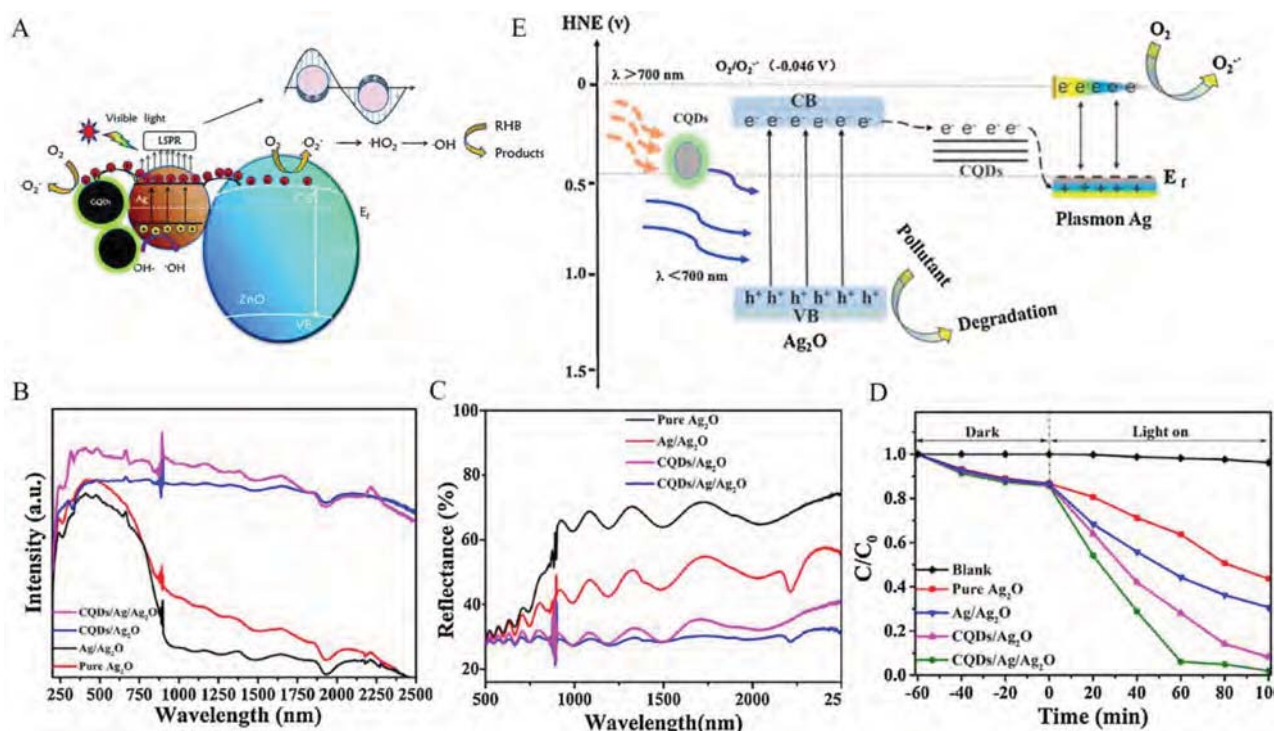 A
Visible light
LSPR
O₂
·O₂⁻
CQDs
Ag
OH-
·OH
ZnO
VB
E_f
O₂
·O₂⁻
·HO₂
·OH
RHB
Products
E
HNE (v)
λ >700 nm
O₂/O₂⁻· (-0.046 V)
0
0.5
1.0
1.5
CQDs
CB
e⁻ e⁻ e⁻ e⁻ e⁻ e⁻
λ <700 nm
h⁺ h⁺ h⁺ h⁺ h⁺ h⁺
VB
Ag₂O
e⁻ e⁻ e⁻ e⁻
CQDs
O₂
O₂⁻·
e⁻ e⁻ e⁻ e⁻ e⁻
+ + + + +
E_f
Plasmon Ag
Pollutant
Degradation
B
Intensity (a.u.)
CQDs/Ag/Ag₂O
CQDs/Ag₂O
Ag/Ag₂O
Pure Ag₂O
250 500 750 1000 1250 1500 1750 2000 22500 2500
Wavelength (nm)
C
Reflectance (%)
100
80
60
40
20
Pure Ag₂O
Ag/Ag₂O
CQDs/Ag₂O
CQDs/Ag/Ag₂O
500 1000 1500 2000 25
Wavelength(nm)
D
C/C₀
1.0
0.8
0.6
0.4
0.2
0.0
Dark
Light on
Blank
Pure Ag₂O
Ag/Ag₂O
CQDs/Ag₂O
CQDs/Ag/Ag₂O
-60 -40 -20 0 20 40 60 80 100
Time (min)